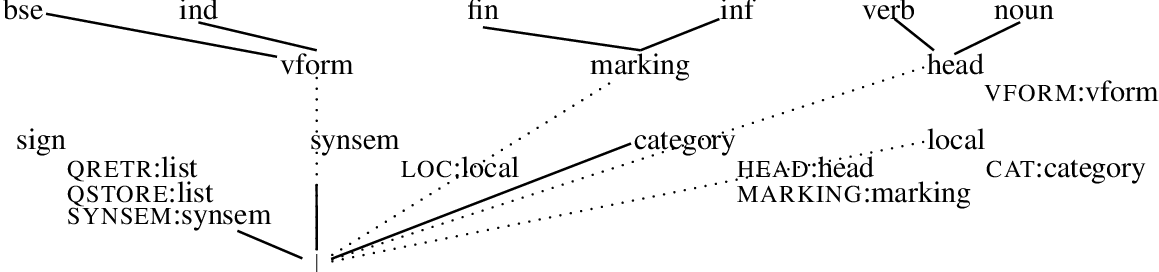 bse ind fin inf verb noun
vform marking head
VFORM:vform
sign synsem category local
QRETR:list LOC:local HEAD:head CAT:category
QSTORE:list MARKING:marking
SYNSEM:synsem